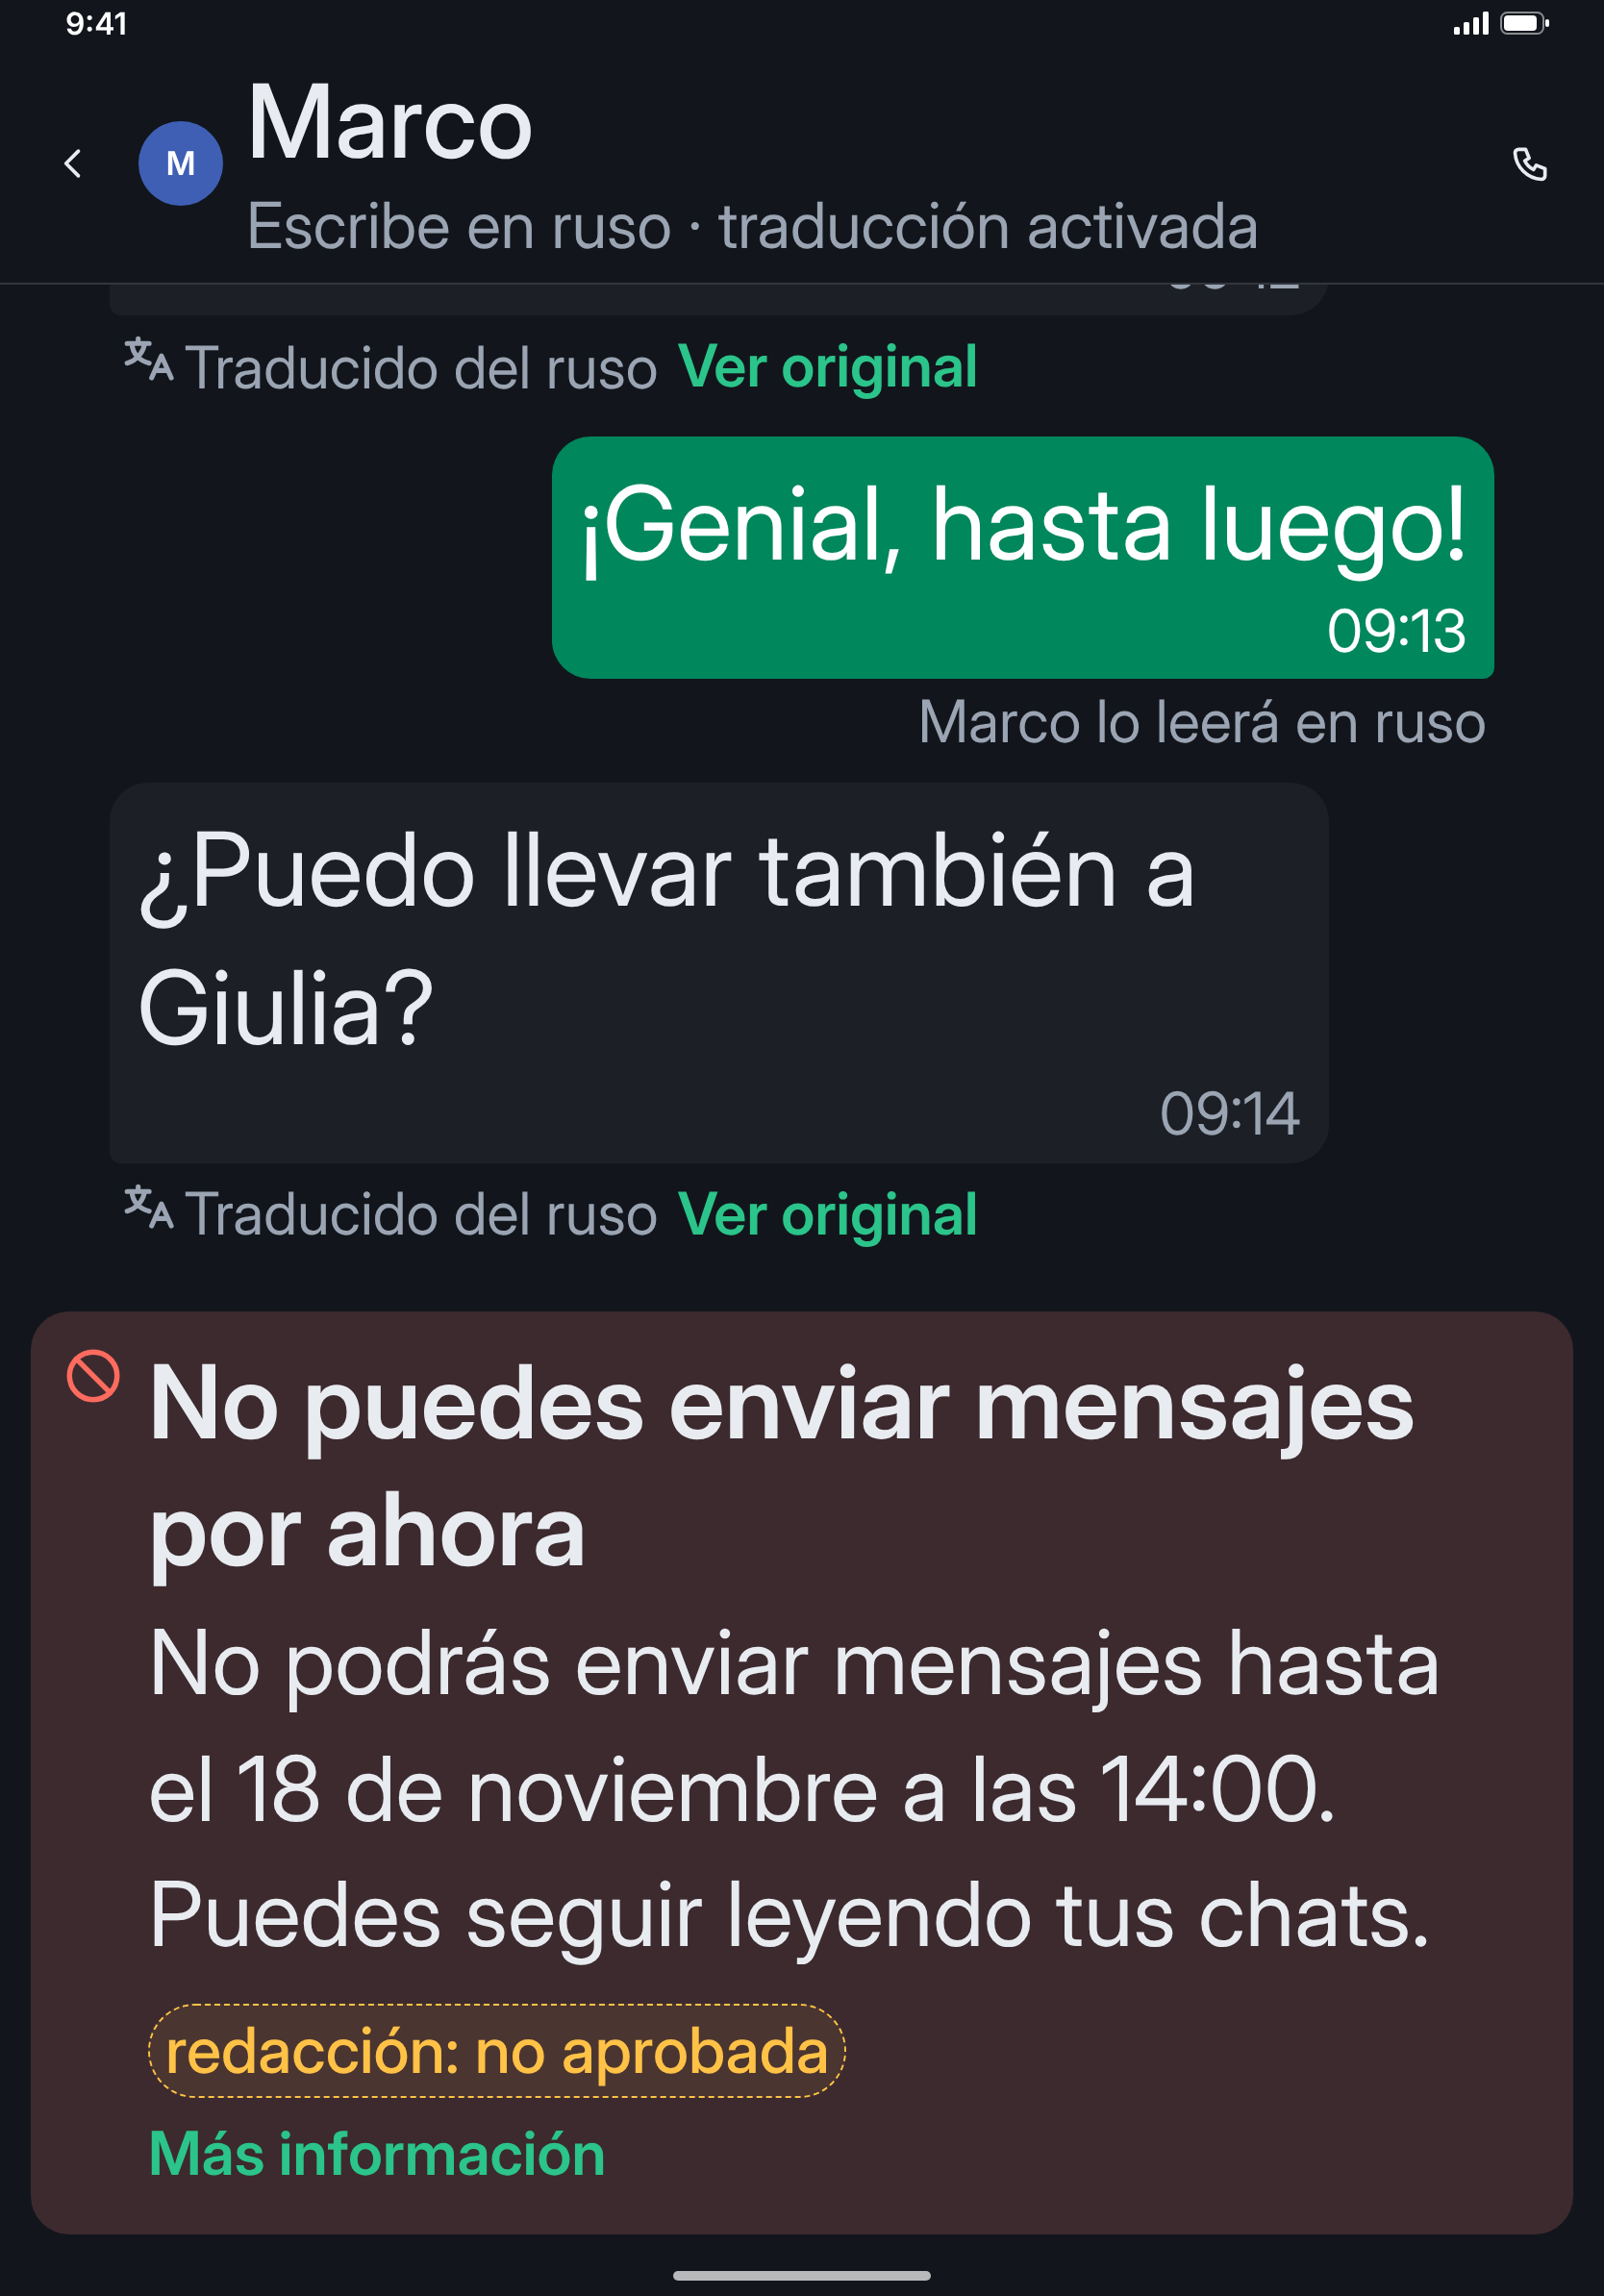 9:41
M
Marco
Escribe en ruso · traducción activada
Traducido del ruso Ver original
¡Genial, hasta luego!
09:13
Marco lo leerá en ruso
¿Puedo llevar también a
Giulia?
09:14
Traducido del ruso Ver original
No puedes enviar mensajes
por ahora
No podrás enviar mensajes hasta
el 18 de noviembre a las 14:00.
Puedes seguir leyendo tus chats.
redacción: no aprobada
Más información